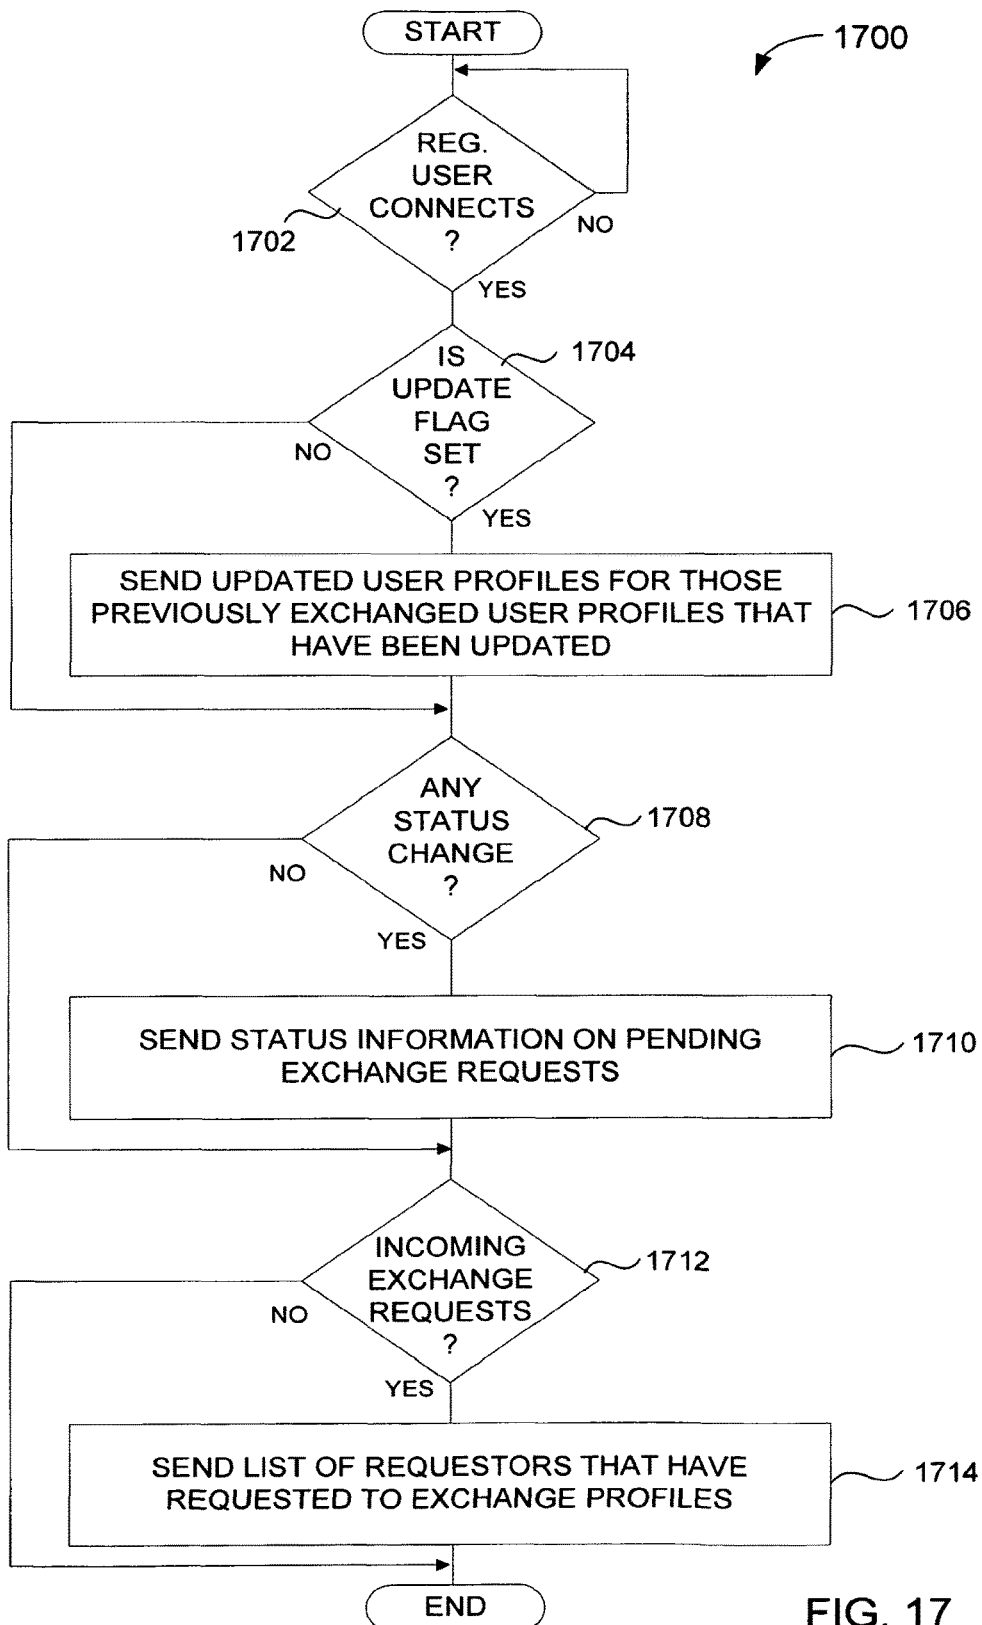 START
1700
REG.
USER
CONNECTS
?
1702
NO
YES
IS
UPDATE
FLAG
SET
?
1704
NO
YES
SEND UPDATED USER PROFILES FOR THOSE
PREVIOUSLY EXCHANGED USER PROFILES THAT
HAVE BEEN UPDATED
1706
ANY
STATUS
CHANGE
?
1708
NO
YES
SEND STATUS INFORMATION ON PENDING
EXCHANGE REQUESTS
1710
INCOMING
EXCHANGE
REQUESTS
?
1712
NO
YES
SEND LIST OF REQUESTORS THAT HAVE
REQUESTED TO EXCHANGE PROFILES
1714
END
FIG. 17